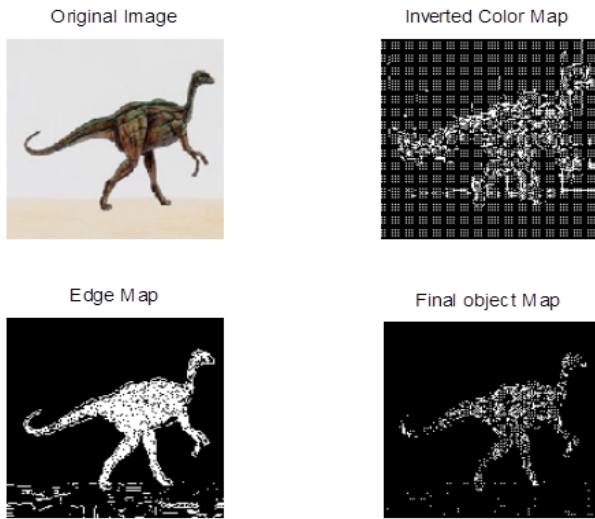 Original Image
Inverted Color Map
Edge Map
Final object Map